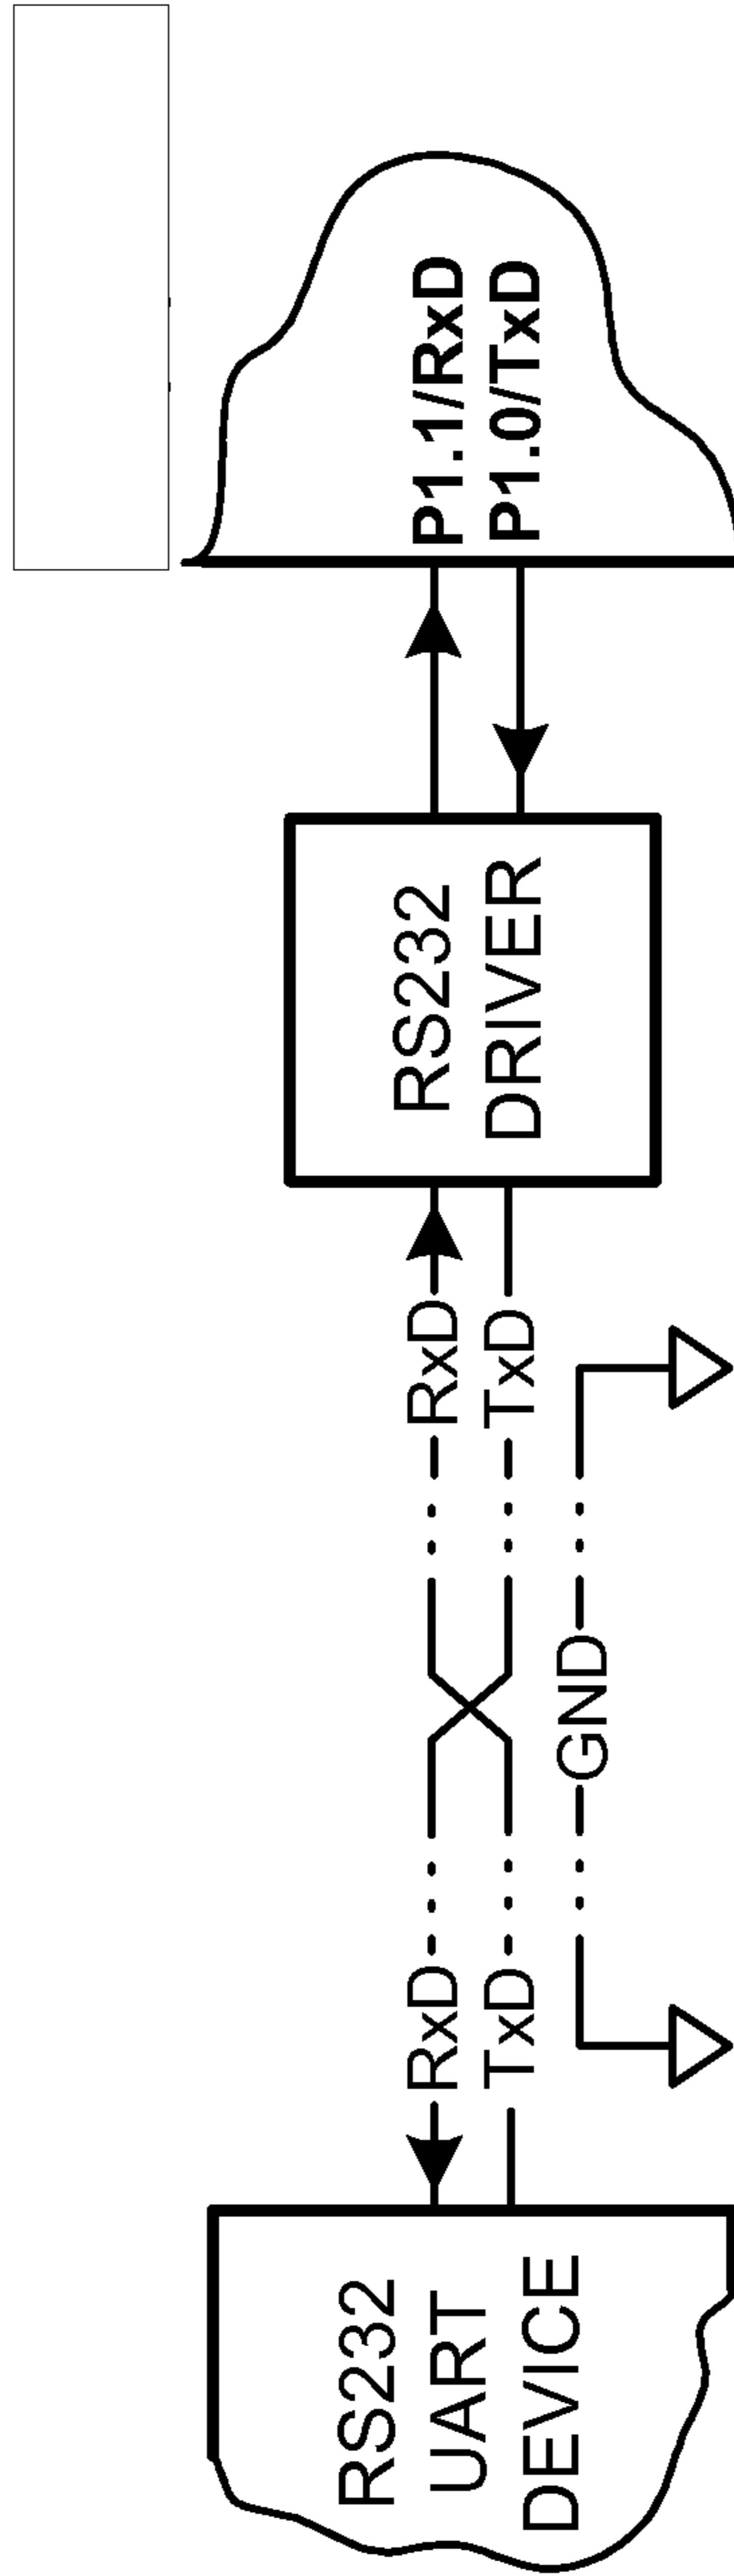 RS232
UART
DEVICE
RxD
TxD
GND
RxD
TxD
RS232
DRIVER
P1.1/RxD
P1.0/TxD